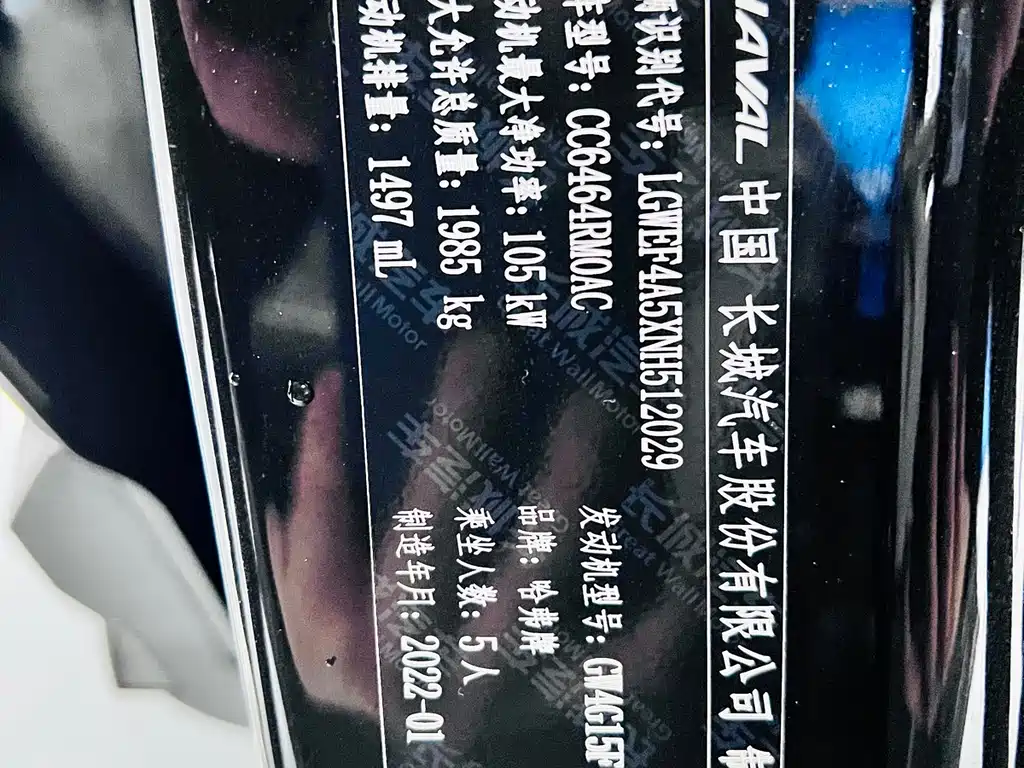 HAVAL 中国 长城汽车股份有限公司 制
识别代号: LGWEF4A5XNH512029
车型号: CC6464RM0AC 发动机型号: GW4G15F
动机最大净功率: 105 kW 品牌: 哈弗牌
大允许总质量: 1985 kg 乘坐人数: 5人
动机排量: 1497 mL 制造年月: 2022-01